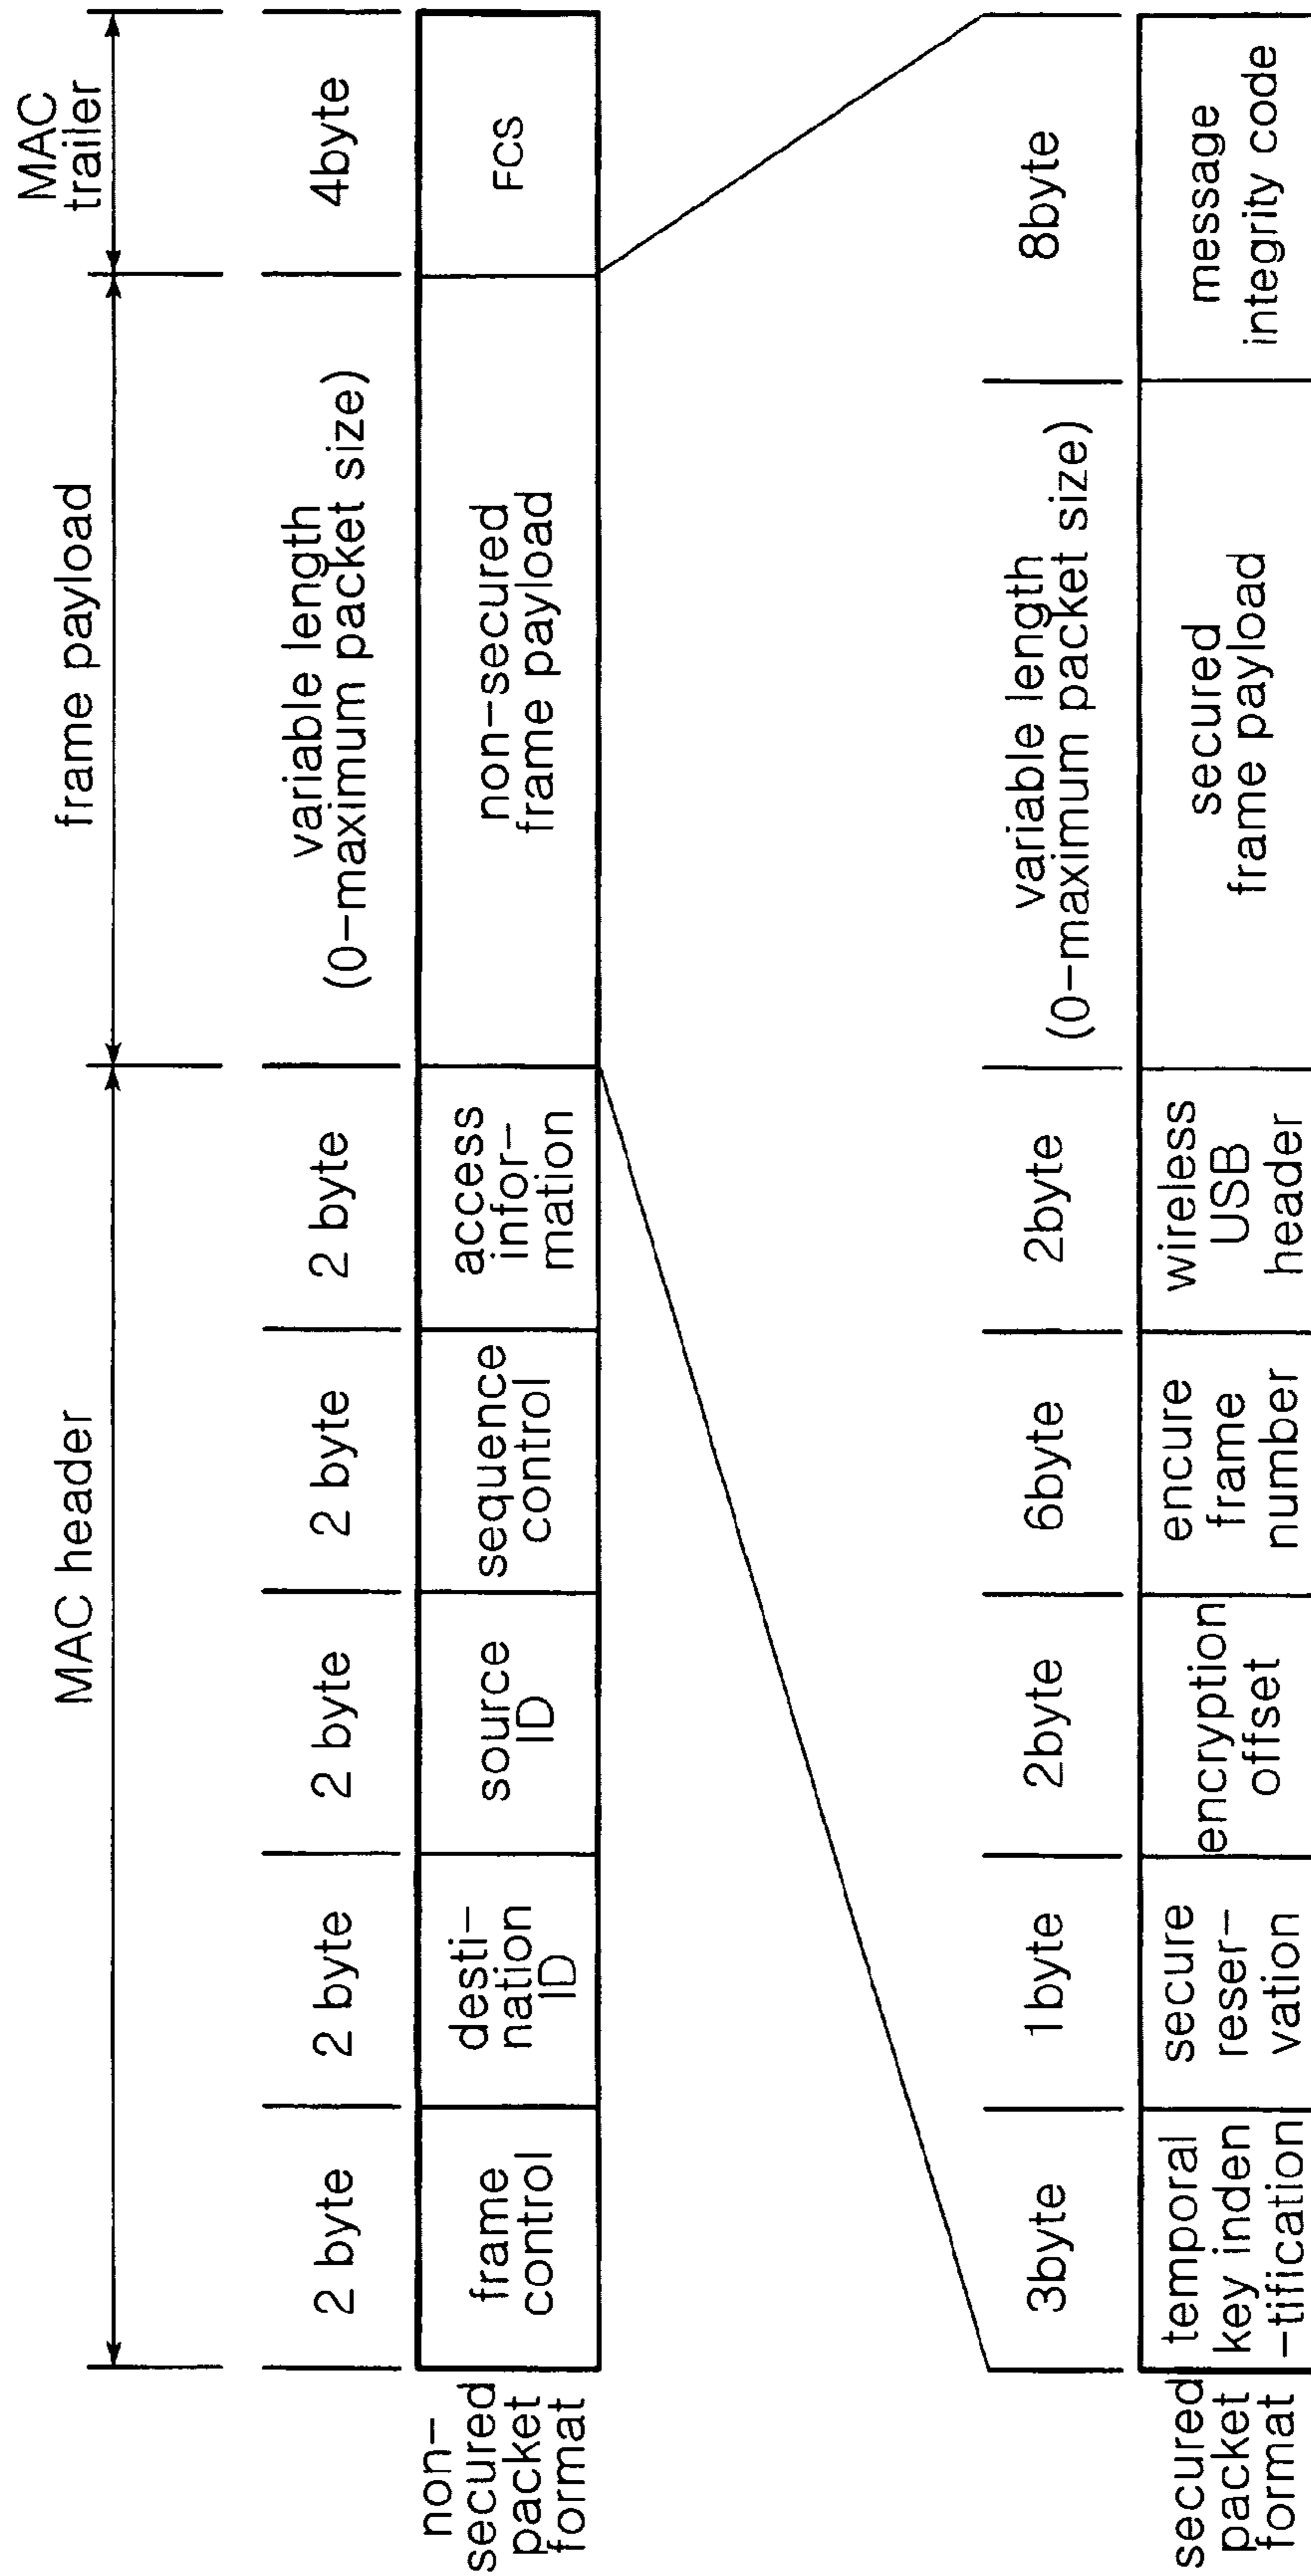 MAC header
frame payload
MAC
trailer
2 byte
2 byte
2 byte
2 byte
2 byte
variable length
(0-maximum packet size)
4byte
non-
secured
packet
format
frame
control
desti-
nation
ID
source
ID
sequence
control
access
infor-
mation
non-secured
frame payload
FCS
3byte
1byte
2byte
6byte
2byte
variable length
(0-maximum packet size)
8byte
secured
packet
format
temporal
key inden
-tification
secure
reser-
vation
encryption
offset
encure
frame
number
wireless
USB
header
secured
frame payload
message
integrity code